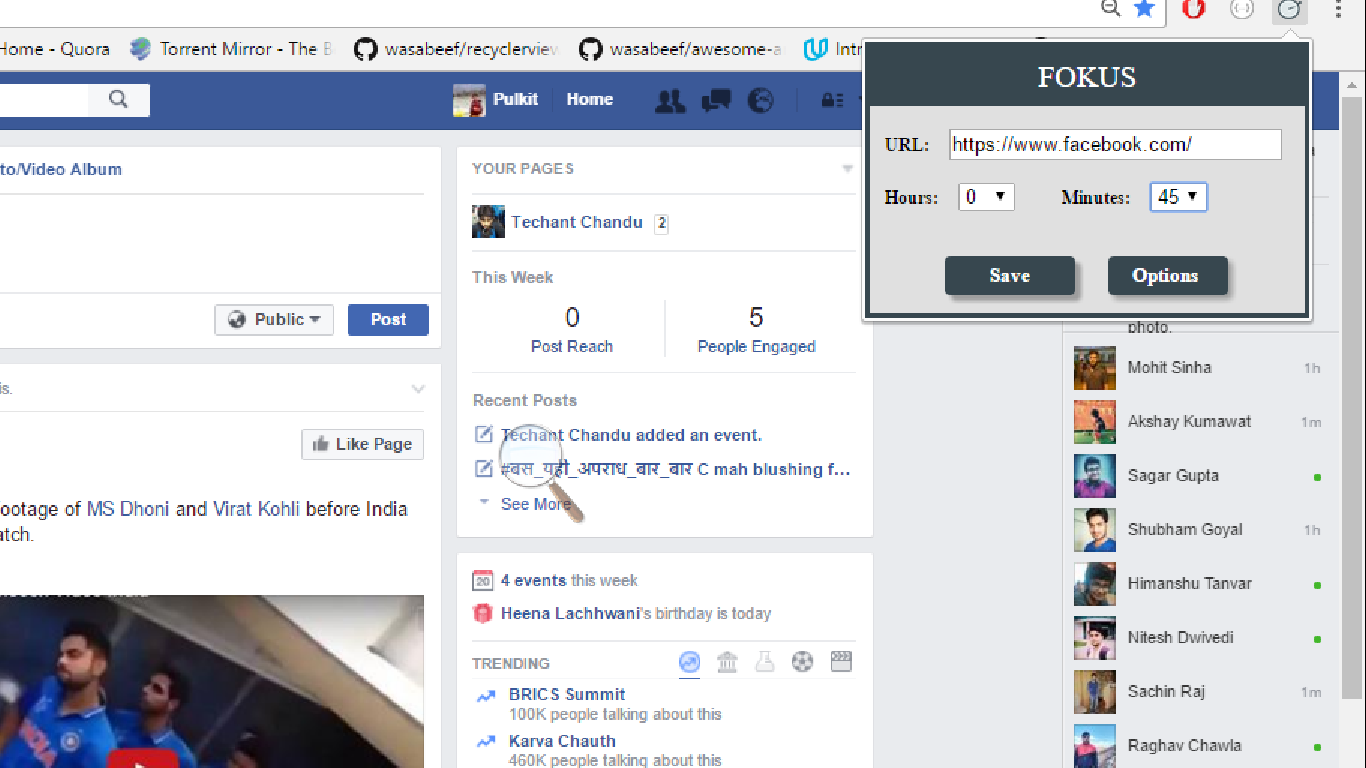 Home - Quora
Torrent Mirror - The
wasabeef/recyclerview
wasabeef/awesome-a
Intr
FOKUS
URL: https://www.facebook.com/
Hours: 0 Minutes: 45
Save Options
Pulkit Home
to/Video Album
Public
Post
is.
Like Page
ootage of MS Dhoni and Virat Kohli before India
atch.
YOUR PAGES
Techant Chandu 2
This Week
0 5
Post Reach People Engaged
Recent Posts
Techant Chandu added an event.
#बस_यही_अपराध_बार_बार C mah blushing f...
See More
20 4 events this week
Heena Lachhwani's birthday is today
TRENDING
BRICS Summit
100K people talking about this
Karva Chauth
460K people talking about this
photo.
Mohit Sinha 1h
Akshay Kumawat 1m
Sagar Gupta
Shubham Goyal 1h
Himanshu Tanvar
Nitesh Dwivedi
Sachin Raj 1m
Raghav Chawla